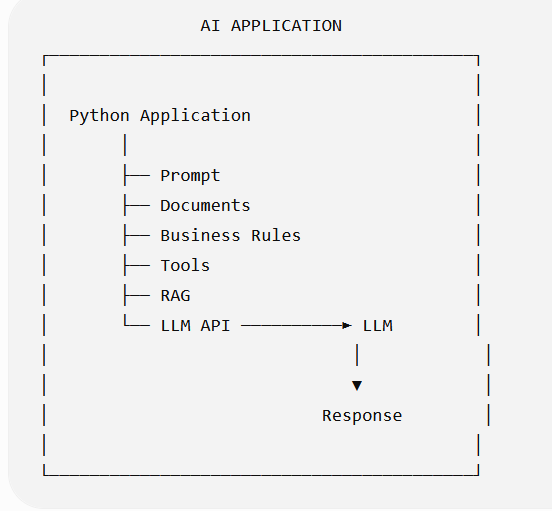 AI APPLICATION
Python Application
Prompt
Documents
Business Rules
Tools
RAG
LLM API ──────────► LLM
▼
Response